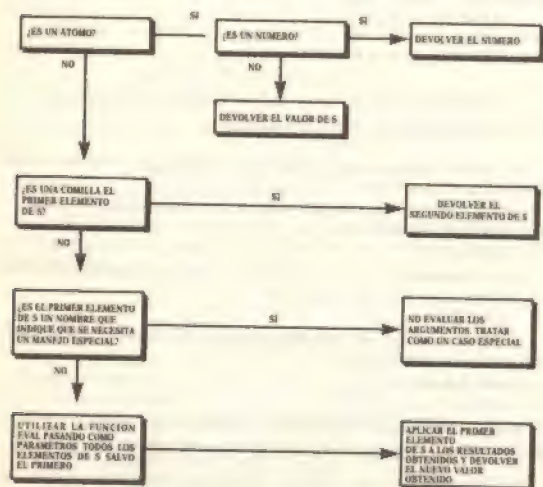 SI
SI
¿ES UN ATOMO?
¿ES UN NUMERO?
DEVOLVER EL NUMERO
NO
NO
DEVOLVER EL VALOR DE S
¿ES UNA COMILLA EL
PRIMER ELEMENTO
DE S?
SI
DEVOLVER EL
SEGUNDO ELEMENTO DE S
NO
¿ES EL PRIMER ELEMENTO
DE S UN NOMBRE QUE
INDIQUE QUE SE NECESITA
UN MANEJO ESPECIAL?
SI
NO EVALUAR LOS
ARGUMENTOS. TRATAR
COMO UN CASO ESPECIAL
NO
UTILIZAR LA FUNCION
EVAL PASANDO COMO
PARAMETROS TODOS LOS
ELEMENTOS DE S SALVO
EL PRIMERO
APLICAR EL PRIMER
ELEMENTO
DE S A LOS RESULTADOS
OBTENIDOS Y DEVOLVER
EL NUEVO VALOR
OBTENIDO